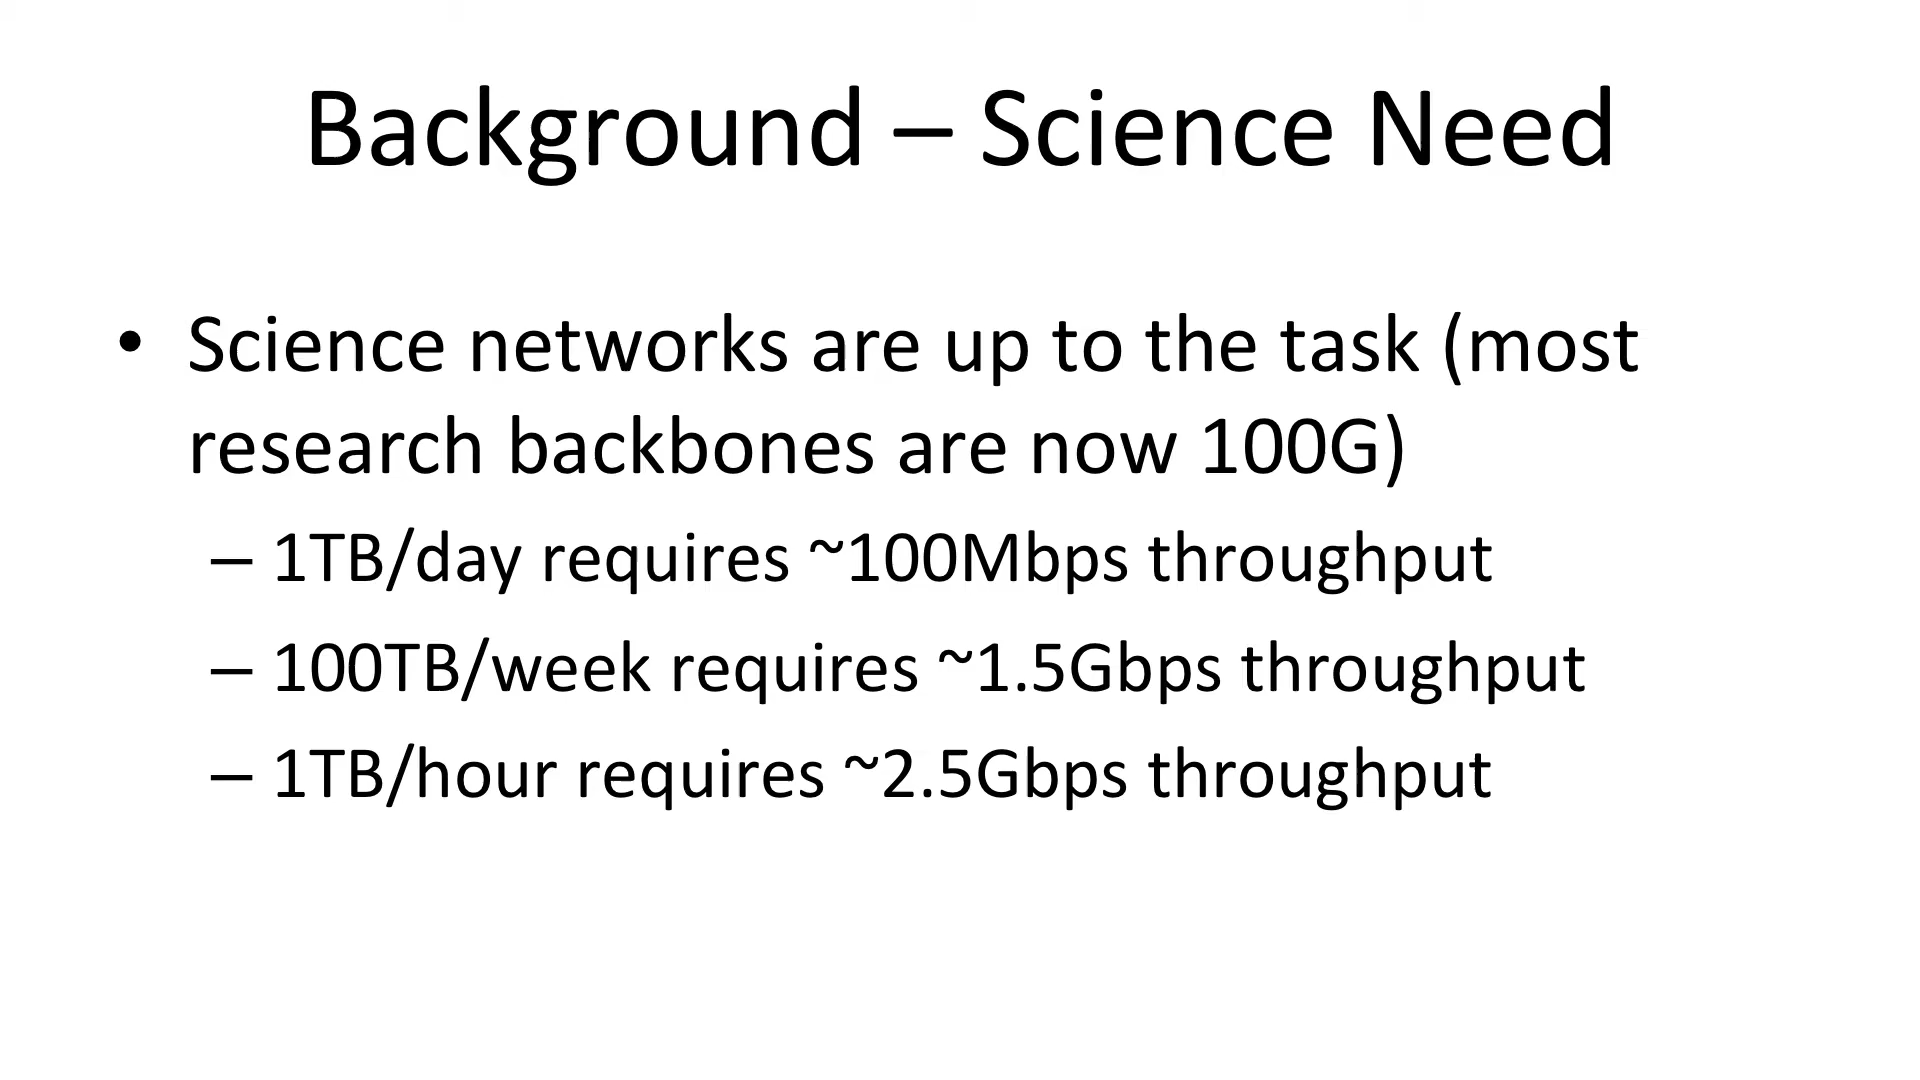 Background – Science Need
• Science networks are up to the task (most
research backbones are now 100G)
– 1TB/day requires ~100Mbps throughput
– 100TB/week requires ~1.5Gbps throughput
– 1TB/hour requires ~2.5Gbps throughput